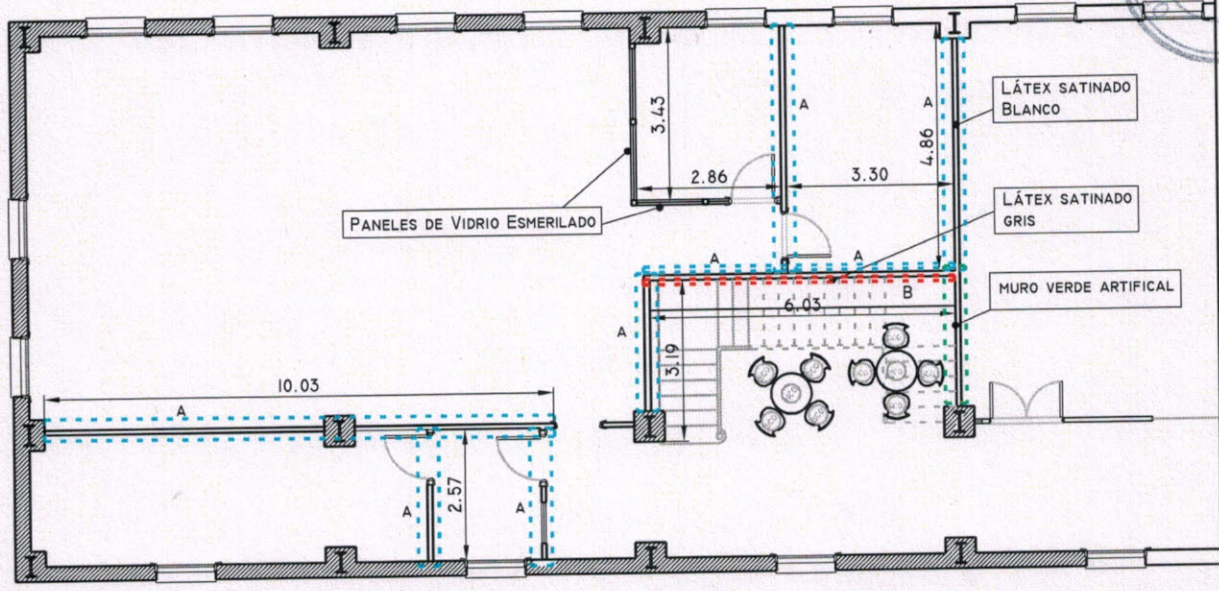 A
A
3.43
4.86
LÁTEX SATINADO
BLANCO
2.86
3.30
PANELES DE VIDRIO ESMERILADO
LÁTEX SATINADO
GRIS
A
A
B
MURO VERDE ARTIFICAL
6.03
A
3.19
10.03
A
A
2.57
A